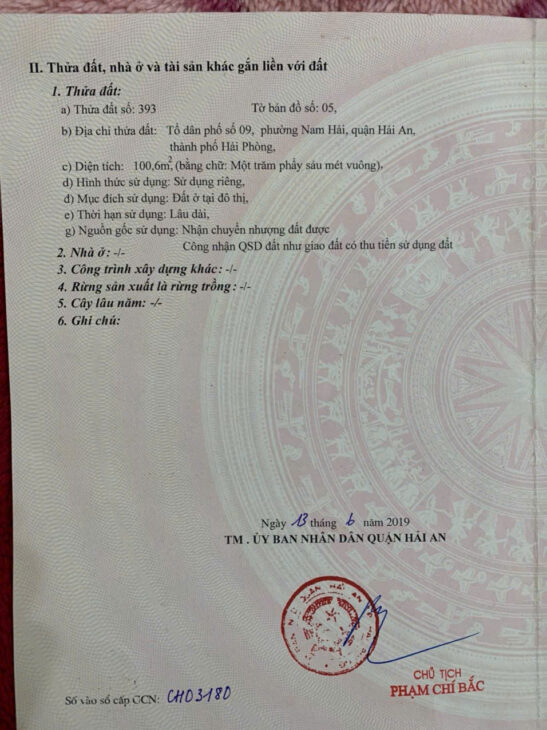 II. Thửa đất, nhà ở và tài sản khác gắn liền với đất
1. Thửa đất:
a) Thửa đất số: 393 Tờ bản đồ số: 05,
b) Địa chỉ thửa đất: Tổ dân phố số 09, phường Nam Hải, quận Hải An,
thành phố Hải Phòng,
c) Diện tích: 100,6m², (bằng chữ: Một trăm phẩy sáu mét vuông),
d) Hình thức sử dụng: Sử dụng riêng,
đ) Mục đích sử dụng: Đất ở tại đô thị,
e) Thời hạn sử dụng: Lâu dài,
g) Nguồn gốc sử dụng: Nhận chuyển nhượng đất được
Công nhận QSD đất như giao đất có thu tiền sử dụng đất
2. Nhà ở: -/-
3. Công trình xây dựng khác: -/-
4. Rừng sản xuất là rừng trồng: -/-
5. Cây lâu năm: -/-
6. Ghi chú:
Ngày 13 tháng 6 năm 2019
TM . ỦY BAN NHÂN DÂN QUẬN HẢI AN
CHỦ TỊCH
PHẠM CHÍ BẮC
Số vào sổ cấp GCN: CH03180